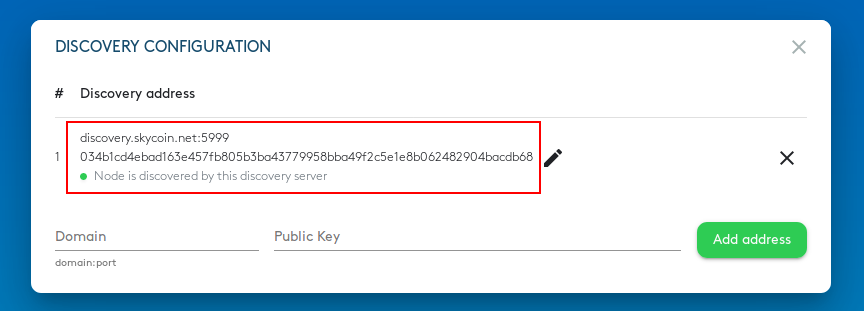 DISCOVERY CONFIGURATION
# Discovery address
1
discovery.skycoin.net:5999
034b1cd4ebad163e457fb805b3ba43779958bba49f2c5e1e8b062482904bacdb68
Node is discovered by this discovery server
Domain
Public Key
Add address
domain:port